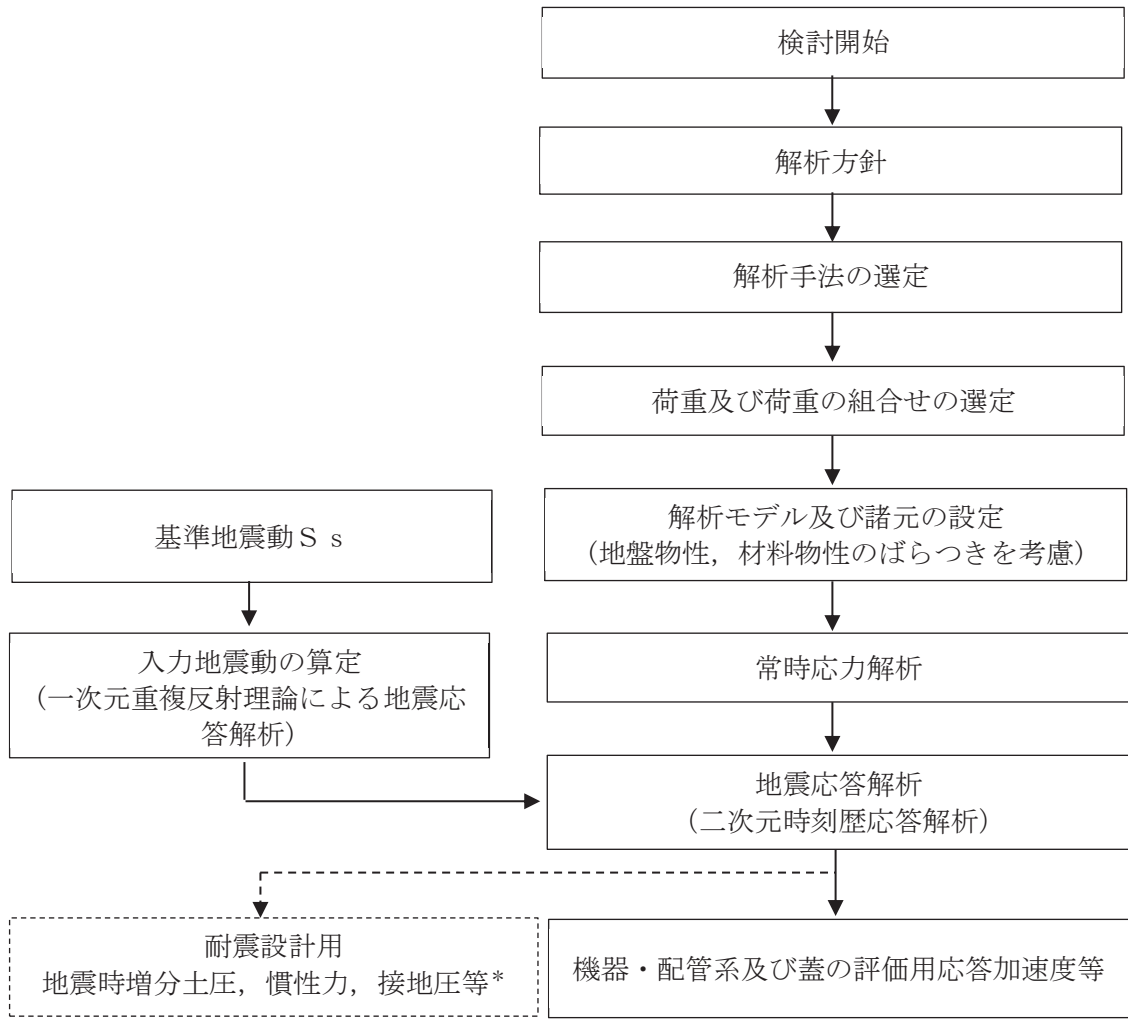 検討開始
解析方針
解析手法の選定
荷重及び荷重の組合せの選定
解析モデル及び諸元の設定
(地盤物性，材料物性のばらつきを考慮)
基準地震動Ｓｓ
入力地震動の算定
(一次元重複反射理論による地震応
答解析)
常時応力解析
地震応答解析
(二次元時刻歴応答解析)
耐震設計用
地震時増分土圧，慣性力，接地圧等*
機器・配管系及び蓋の評価用応答加速度等